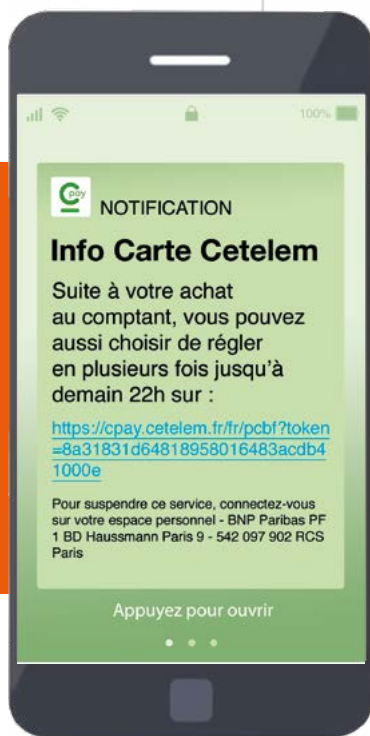 100%
C pay
NOTIFICATION
Info Carte Cetelem
Suite à votre achat
au comptant, vous pouvez
aussi choisir de régler
en plusieurs fois jusqu'à
demain 22h sur :
https://cpay.cetelem.fr/fr/pcbf?token
=8a31831d64818958016483acdb4
1000e
Pour suspendre ce service, connectez-vous
sur votre espace personnel - BNP Paribas PF
1 BD Haussmann Paris 9 - 542 097 902 RCS
Paris
Appuyez pour ouvrir